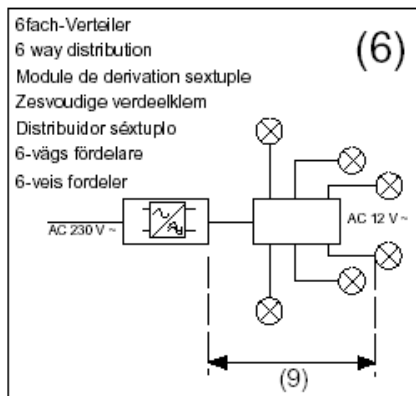 6fach-Verteiler
6 way distribution
(6)
Module de derivation sextuple
Zesvoudige verdeelklem
Distribuidor séxtuplo
6-vägs fördelare
6-veis fordeler
AC 230 V ~
AC 12 V ~
(9)